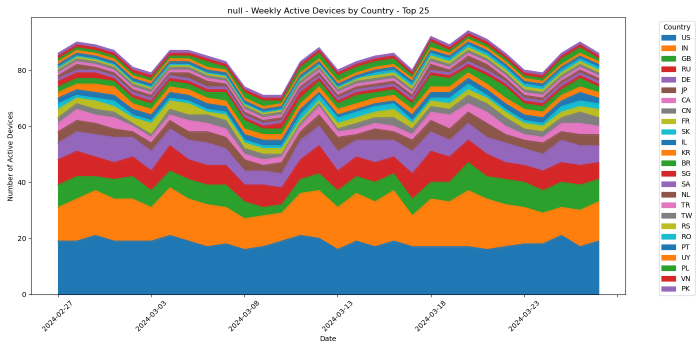 null - Weekly Active Devices by Country - Top 25
Number of Active Devices
80
60
40
20
0
2024-02-27
2024-03-03
2024-03-08
2024-03-13
2024-03-18
2024-03-23
Date
Country
US
IN
GB
RU
DE
JP
CA
CN
FR
SK
IL
KR
BR
SG
SA
NL
TR
TW
RS
RO
PT
UY
PL
VN
PK